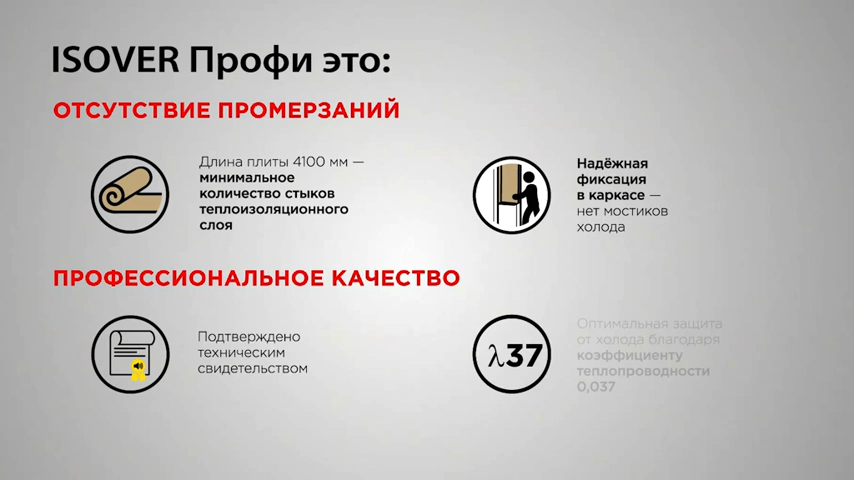 ISOVER Профи это:
ОТСУТСТВИЕ ПРОМЕРЗАНИЙ
Длина плиты 4100 мм —
минимальное
количество стыков
теплоизоляционного
слоя
Надёжная
фиксация
в каркасе —
нет мостиков
холода
ПРОФЕССИОНАЛЬНОЕ КАЧЕСТВО
Подтверждено
техническим
свидетельством
λ37
Оптимальная защита
от холода благодаря
коэффициенту
теплопроводности
0,037